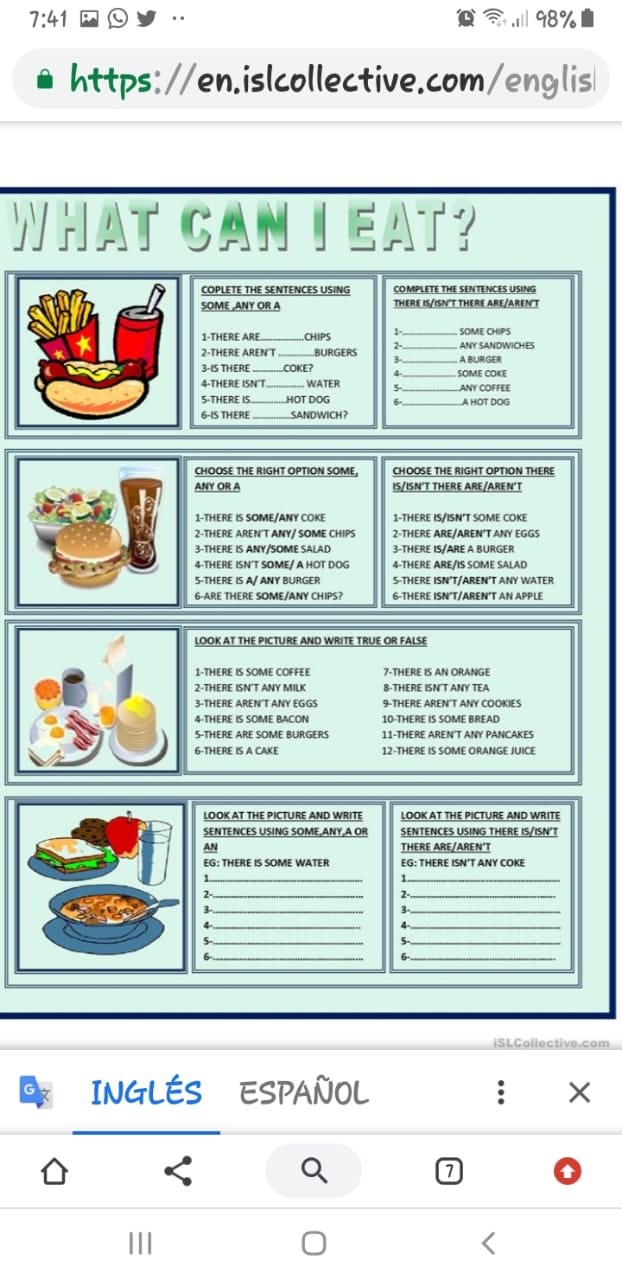 7:41 98%
https://en.islcollective.com/englis
WHAT CAN I EAT?
COPLETE THE SENTENCES USING
SOME ,ANY OR A
1-THERE ARE..................CHIPS
2-THERE AREN'T ...............BURGERS
3-IS THERE ............COKE?
4-THERE ISN'T................ WATER
5-THERE IS...............HOT DOG
6-IS THERE ................SANDWICH?
COMPLETE THE SENTENCES USING
THERE IS/ISN'T THERE ARE/AREN'T
1-...................... SOME CHIPS
2-...................... ANY SANDWICHES
3-...................... A BURGER
4-...................... SOME COKE
5-......................ANY COFFEE
6-.......................A HOT DOG
CHOOSE THE RIGHT OPTION SOME,
ANY OR A
1-THERE IS SOME/ANY COKE
2-THERE AREN'T ANY/ SOME CHIPS
3-THERE IS ANY/SOME SALAD
4-THERE ISN'T SOME/ A HOT DOG
5-THERE IS A/ ANY BURGER
6-ARE THERE SOME/ANY CHIPS?
CHOOSE THE RIGHT OPTION THERE
IS/ISN'T THERE ARE/AREN'T
1-THERE IS/ISN'T SOME COKE
2-THERE ARE/AREN'T ANY EGGS
3-THERE IS/ARE A BURGER
4-THERE ARE/IS SOME SALAD
5-THERE ISN'T/AREN'T ANY WATER
6-THERE ISN'T/AREN'T AN APPLE
LOOK AT THE PICTURE AND WRITE TRUE OR FALSE
1-THERE IS SOME COFFEE
2-THERE ISN'T ANY MILK
3-THERE AREN'T ANY EGGS
4-THERE IS SOME BACON
5-THERE ARE SOME BURGERS
6-THERE IS A CAKE
7-THERE IS AN ORANGE
8-THERE ISN'T ANY TEA
9-THERE AREN'T ANY COOKIES
10-THERE IS SOME BREAD
11-THERE AREN'T ANY PANCAKES
12-THERE IS SOME ORANGE JUICE
LOOK AT THE PICTURE AND WRITE
SENTENCES USING SOME,ANY,A OR
AN
EG: THERE IS SOME WATER
1............................................................
2-............................................................
3-............................................................
4-............................................................
5-............................................................
6-............................................................
LOOK AT THE PICTURE AND WRITE
SENTENCES USING THERE IS/ISN'T
THERE ARE/AREN'T
EG: THERE ISN'T ANY COKE
1............................................................
2-............................................................
3-............................................................
4-............................................................
5-............................................................
6-............................................................
iSLCollective.com
INGLÉS ESPAÑOL
7